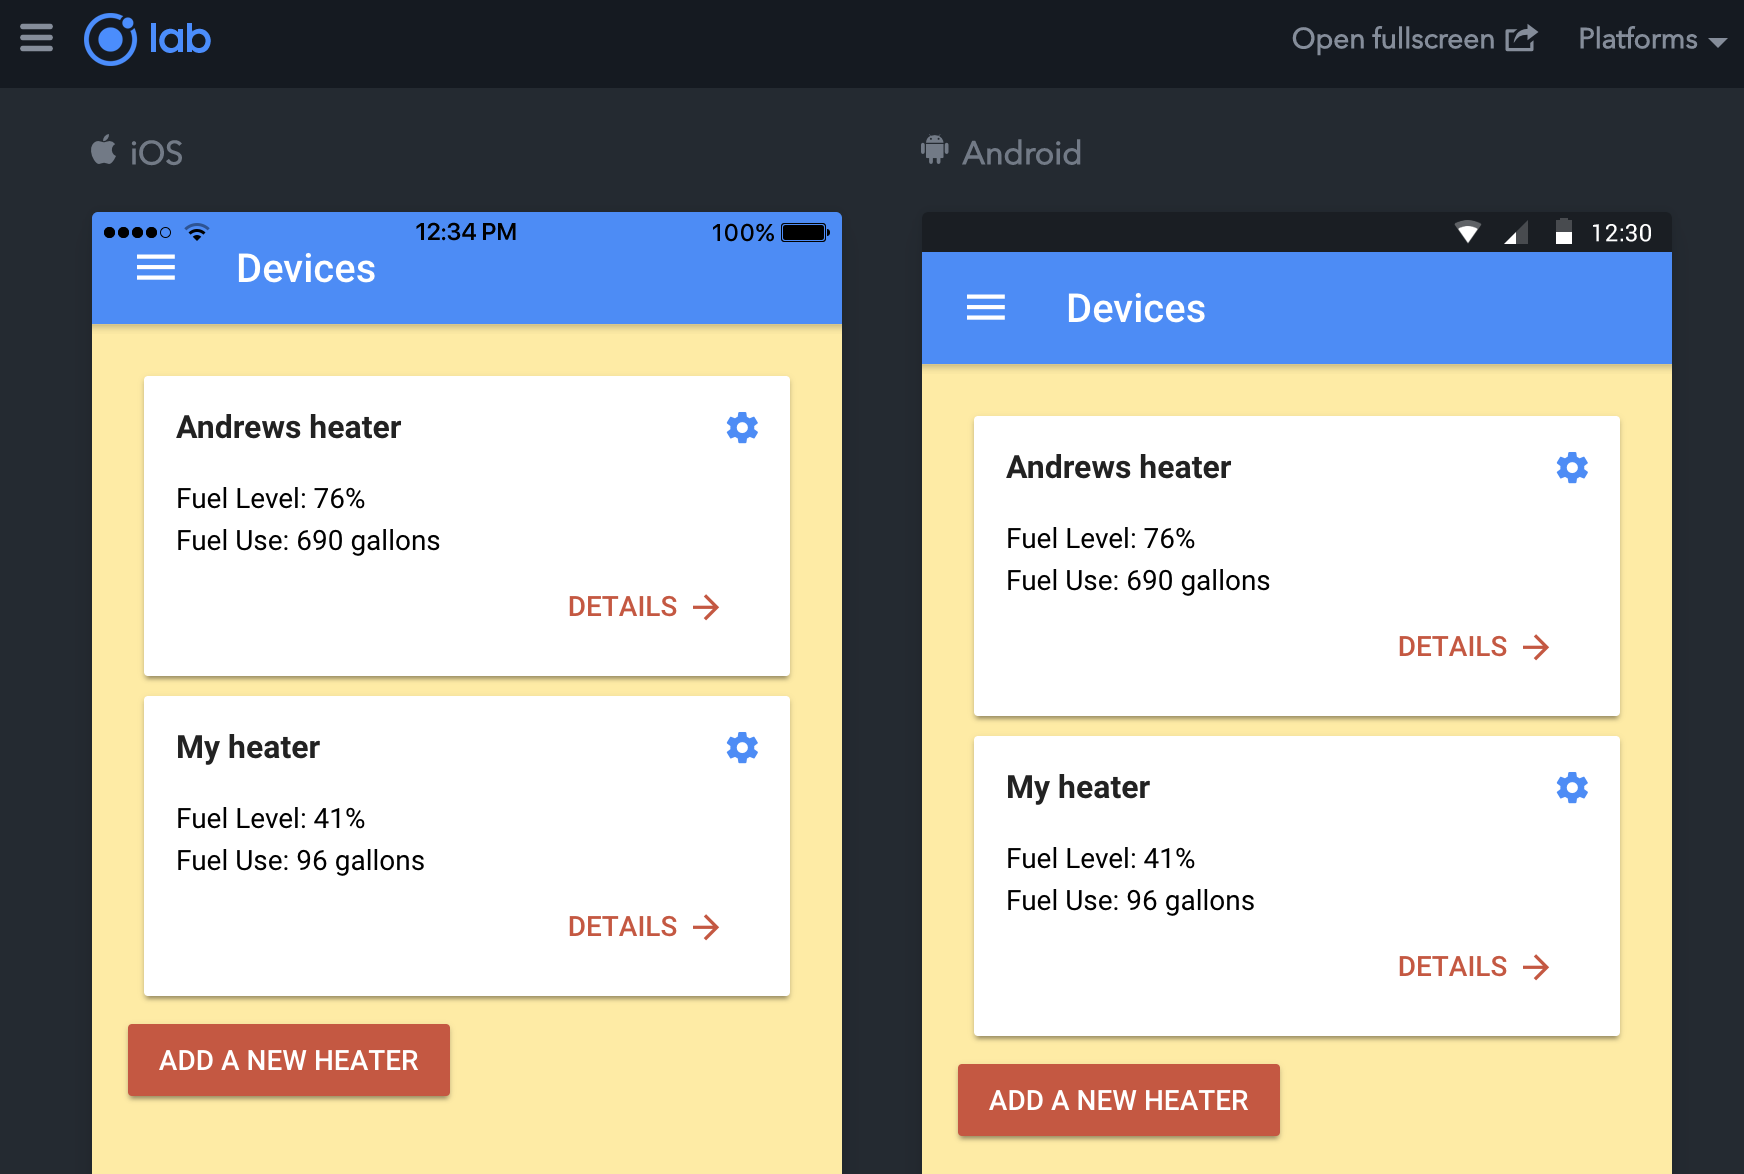 lab
Open fullscreen
Platforms
iOS
12:34 PM
100%
Devices
Andrews heater
Fuel Level: 76%
Fuel Use: 690 gallons
DETAILS
My heater
Fuel Level: 41%
Fuel Use: 96 gallons
DETAILS
ADD A NEW HEATER
Android
12:30
Devices
Andrews heater
Fuel Level: 76%
Fuel Use: 690 gallons
DETAILS
My heater
Fuel Level: 41%
Fuel Use: 96 gallons
DETAILS
ADD A NEW HEATER